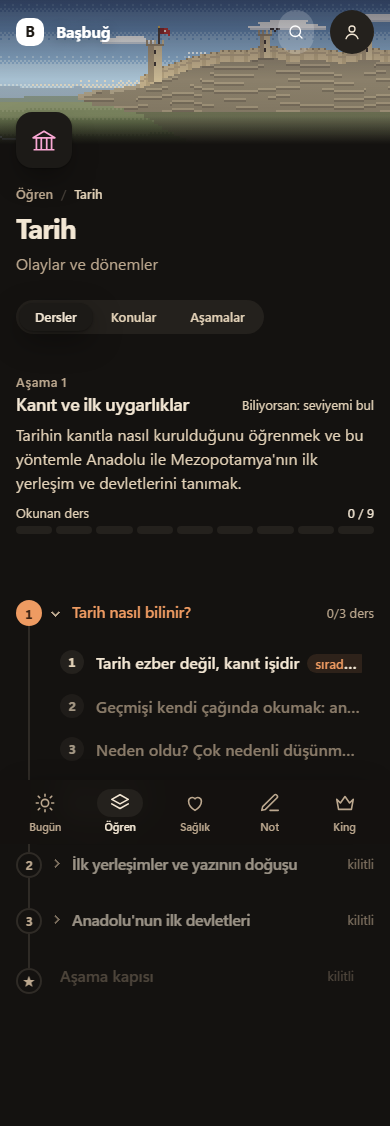 B Başbuğ
Öğren / Tarih
Tarih
Olaylar ve dönemler
Dersler Konular Aşamalar
Aşama 1
Kanıt ve ilk uygarlıklar Biliyorsan: seviyemi bul
Tarihin kanıtla nasıl kurulduğunu öğrenmek ve bu
yöntemle Anadolu ile Mezopotamya'nın ilk
yerleşim ve devletlerini tanımak.
Okunan ders 0 / 9
1 Tarih nasıl bilinir? 0/3 ders
1 Tarih ezber değil, kanıt işidir sırad...
2 Geçmişi kendi çağında okumak: an...
3 Neden oldu? Çok nedenli düşünm...
Bugün Öğren Sağlık Not King
2 İlk yerleşimler ve yazının doğuşu kilitli
3 Anadolu'nun ilk devletleri kilitli
Aşama kapısı kilitli